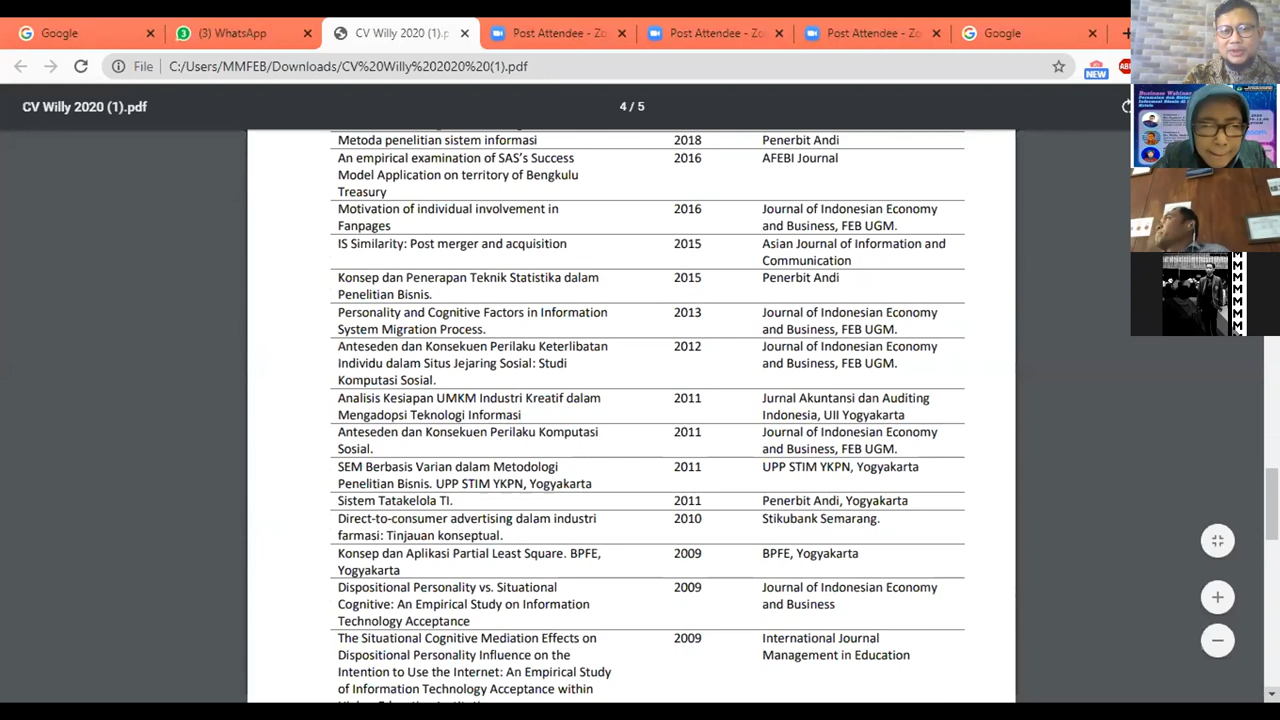 Google
(3) WhatsApp
CV Willy 2020 (1).p
Post Attendee - Zo
Post Attendee - Zo
Post Attendee - Zo
Google
File
C:/Users/MMFEB/Downloads/CV%20Willy%202020%20(1).pdf
NEW
CV Willy 2020 (1).pdf
4 / 5
Metoda penelitian sistem informasi 2018 Penerbit Andi
An empirical examination of SAS's Success 2016 AFEBI Journal
Model Application on territory of Bengkulu
Treasury
Motivation of individual involvement in 2016 Journal of Indonesian Economy
Fanpages and Business, FEB UGM.
IS Similarity: Post merger and acquisition 2015 Asian Journal of Information and
Communication
Konsep dan Penerapan Teknik Statistika dalam 2015 Penerbit Andi
Penelitian Bisnis.
Personality and Cognitive Factors in Information 2013 Journal of Indonesian Economy
System Migration Process. and Business, FEB UGM.
Anteseden dan Konsekuen Perilaku Keterlibatan 2012 Journal of Indonesian Economy
Individu dalam Situs Jejaring Sosial: Studi and Business, FEB UGM.
Komputasi Sosial.
Analisis Kesiapan UMKM Industri Kreatif dalam 2011 Jurnal Akuntansi dan Auditing
Mengadopsi Teknologi Informasi Indonesia, UII Yogyakarta
Anteseden dan Konsekuen Perilaku Komputasi 2011 Journal of Indonesian Economy
Sosial. and Business, FEB UGM.
SEM Berbasis Varian dalam Metodologi 2011 UPP STIM YKPN, Yogyakarta
Penelitian Bisnis. UPP STIM YKPN, Yogyakarta
Sistem Tatakelola TI. 2011 Penerbit Andi, Yogyakarta
Direct-to-consumer advertising dalam industri 2010 Stikubank Semarang.
farmasi: Tinjauan konseptual.
Konsep dan Aplikasi Partial Least Square. BPFE, 2009 BPFE, Yogyakarta
Yogyakarta
Dispositional Personality vs. Situational 2009 Journal of Indonesian Economy
Cognitive: An Empirical Study on Information and Business
Technology Acceptance
The Situational Cognitive Mediation Effects on 2009 International Journal
Dispositional Personality Influence on the Management in Education
Intention to Use the Internet: An Empirical Study
of Information Technology Acceptance within
Business Webinar
M
M
M
M
M
M